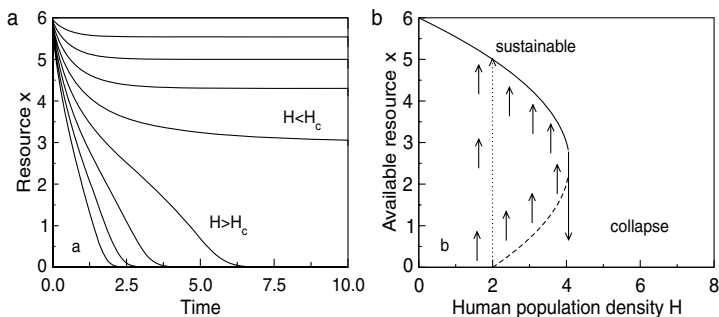 a
6
5
4
3
2
1
0
Resource x
H<H_c
H>H_c
a
0.0
2.5
5.0
7.5
10.0
Time
b
6
5
4
3
2
1
0
Available resource x
sustainable
collapse
b
0
2
4
6
8
Human population density H